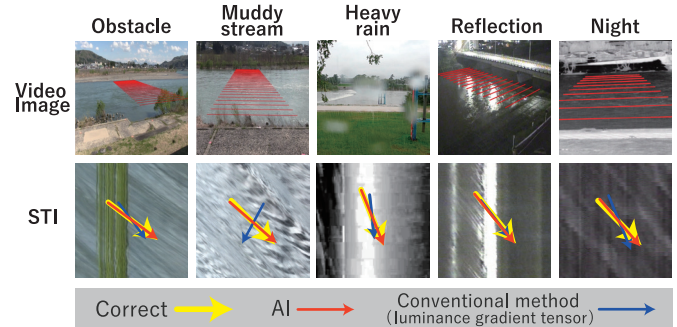 Obstacle
Muddy
stream
Heavy
rain
Reflection
Night
Video
Image
STI
Correct
AI
Conventional method
(luminance gradient tensor)